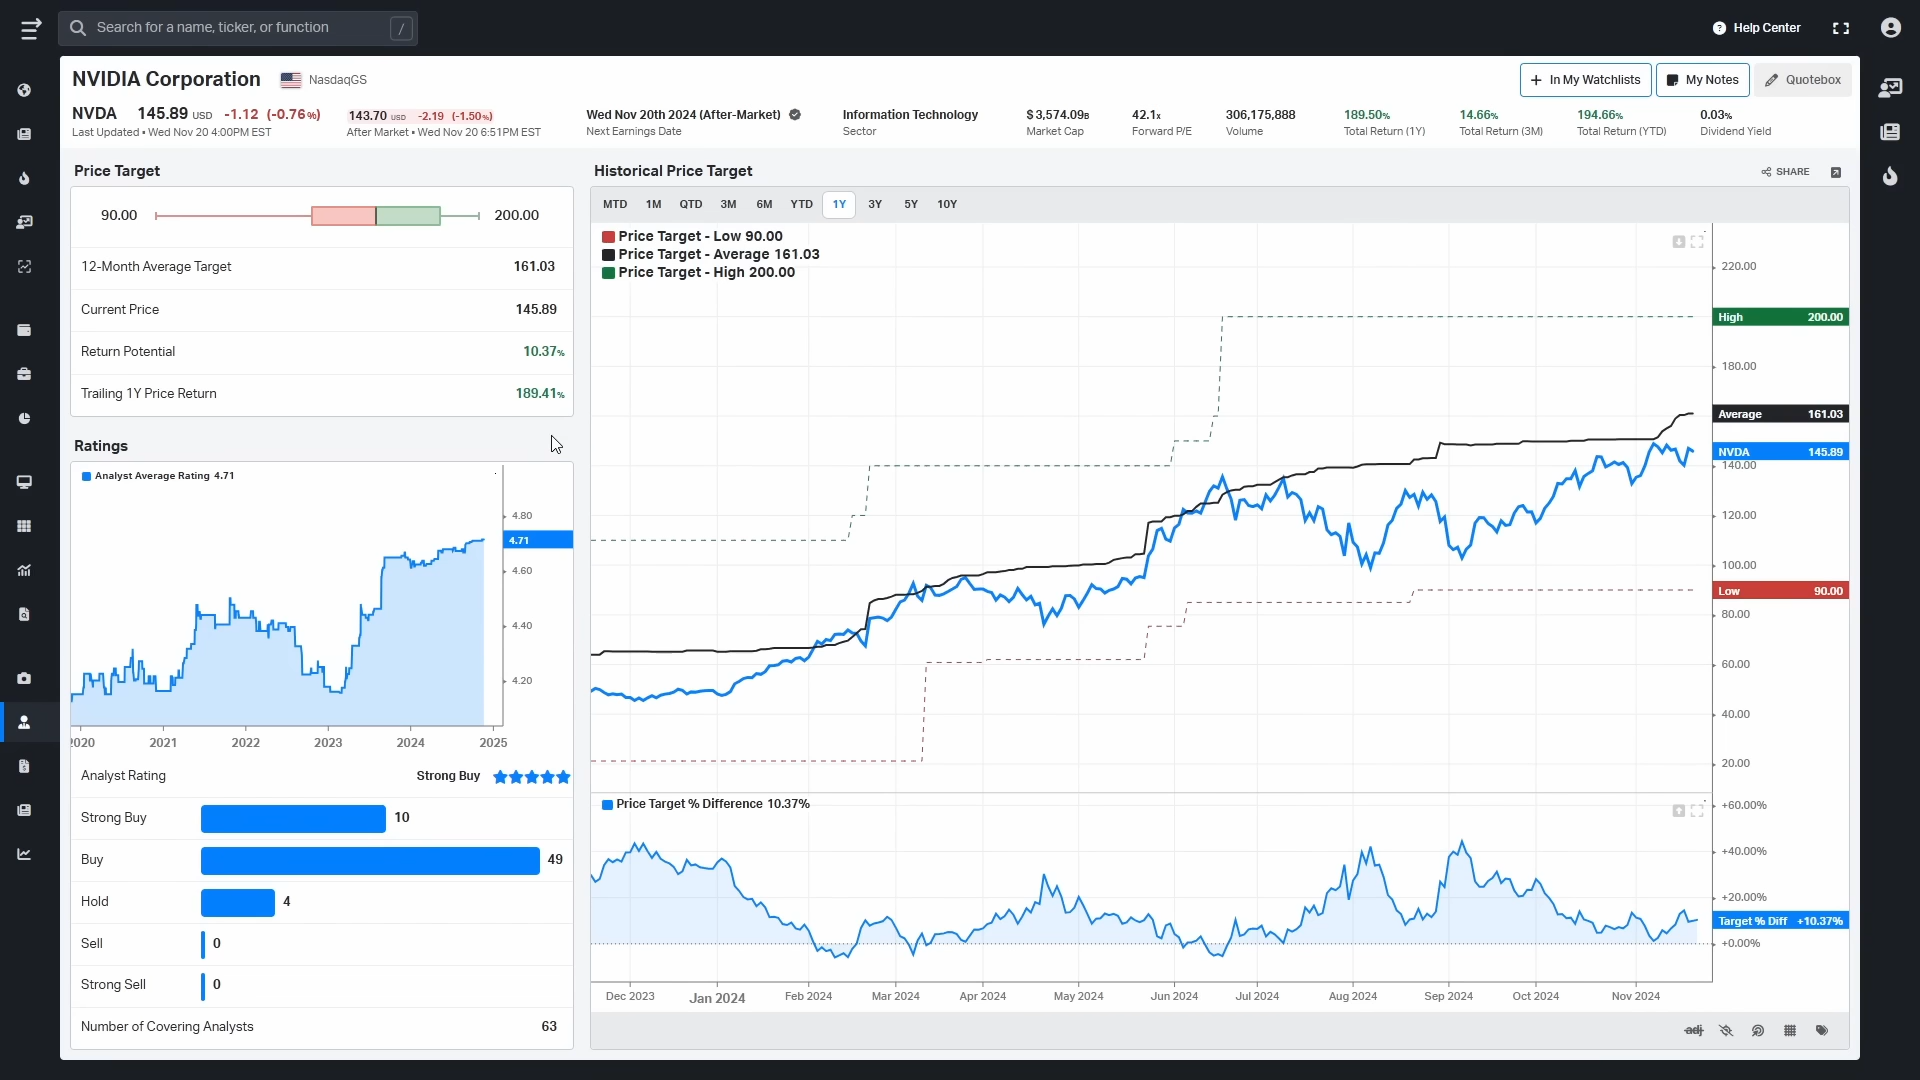 Search for a name, ticker, or function
/
Help Center
NVIDIA Corporation
NasdaqGS
In My Watchlists
My Notes
Quotebox
NVDA 145.89 USD -1.12 (-0.76%)
Last Updated • Wed Nov 20 4:00PM EST
143.70 USD -2.19 (-1.50%)
After Market • Wed Nov 20 6:51PM EST
Wed Nov 20th 2024 (After-Market)
Next Earnings Date
Information Technology
Sector
$ 3,574.09B
Market Cap
42.1x
Forward P/E
306,175,888
Volume
189.50%
Total Return (1Y)
14.66%
Total Return (3M)
194.66%
Total Return (YTD)
0.03%
Dividend Yield
Price Target
90.00 200.00
12-Month Average Target 161.03
Current Price 145.89
Return Potential 10.37%
Trailing 1Y Price Return 189.41%
Ratings
Analyst Average Rating 4.71
4.80
4.71
4.60
4.40
4.20
2020 2021 2022 2023 2024 2025
Analyst Rating Strong Buy
Strong Buy 10
Buy 49
Hold 4
Sell 0
Strong Sell 0
Number of Covering Analysts 63
Historical Price Target
SHARE
MTD 1M QTD 3M 6M YTD 1Y 3Y 5Y 10Y
Price Target - Low 90.00
Price Target - Average 161.03
Price Target - High 200.00
220.00
High 200.00
180.00
Average 161.03
NVDA 145.89
140.00
120.00
100.00
Low 90.00
80.00
60.00
40.00
20.00
Price Target % Difference 10.37%
+60.00%
+40.00%
+20.00%
Target % Diff +10.37%
+0.00%
Dec 2023 Jan 2024 Feb 2024 Mar 2024 Apr 2024 May 2024 Jun 2024 Jul 2024 Aug 2024 Sep 2024 Oct 2024 Nov 2024
adj